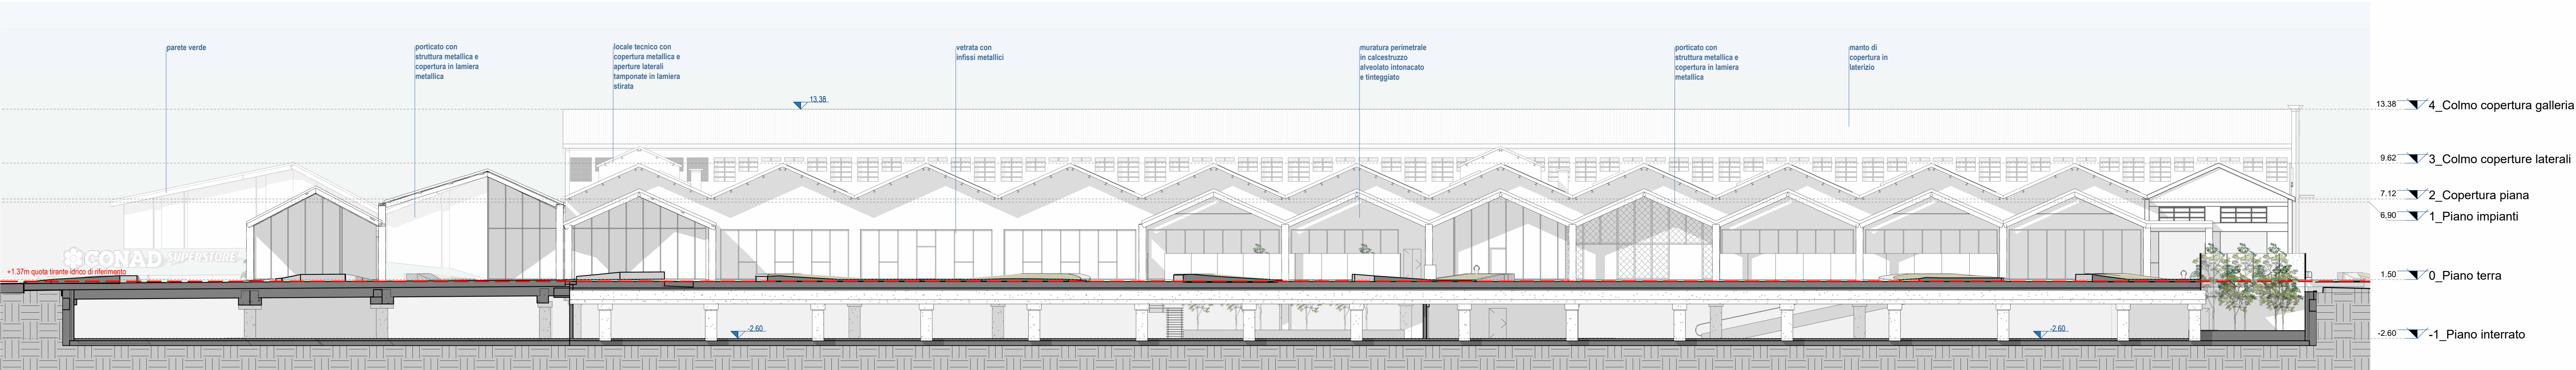 parete verde
porticato con
struttura metallica e
copertura in lamiera
metallica
locale tecnico con
copertura metallica e
aperture laterali
tamponate in lamiera
stirata
vetrata con
infissi metallici
muratura perimetrale
in calcestruzzo
alveolato intonacato
e tinteggiato
porticato con
struttura metallica e
copertura in lamiera
metallica
manto di
copertura in
laterizio
13.38
13.38 4_Colmo copertura galleria
9.62 3_Colmo coperture laterali
7.12 2_Copertura piana
6.90 1_Piano impianti
CONAD SUPERSTORE
+1.37m quota tirante idrico di riferimento
1.50 0_Piano terra
-2.60
-2.60
-2.60 -1_Piano interrato